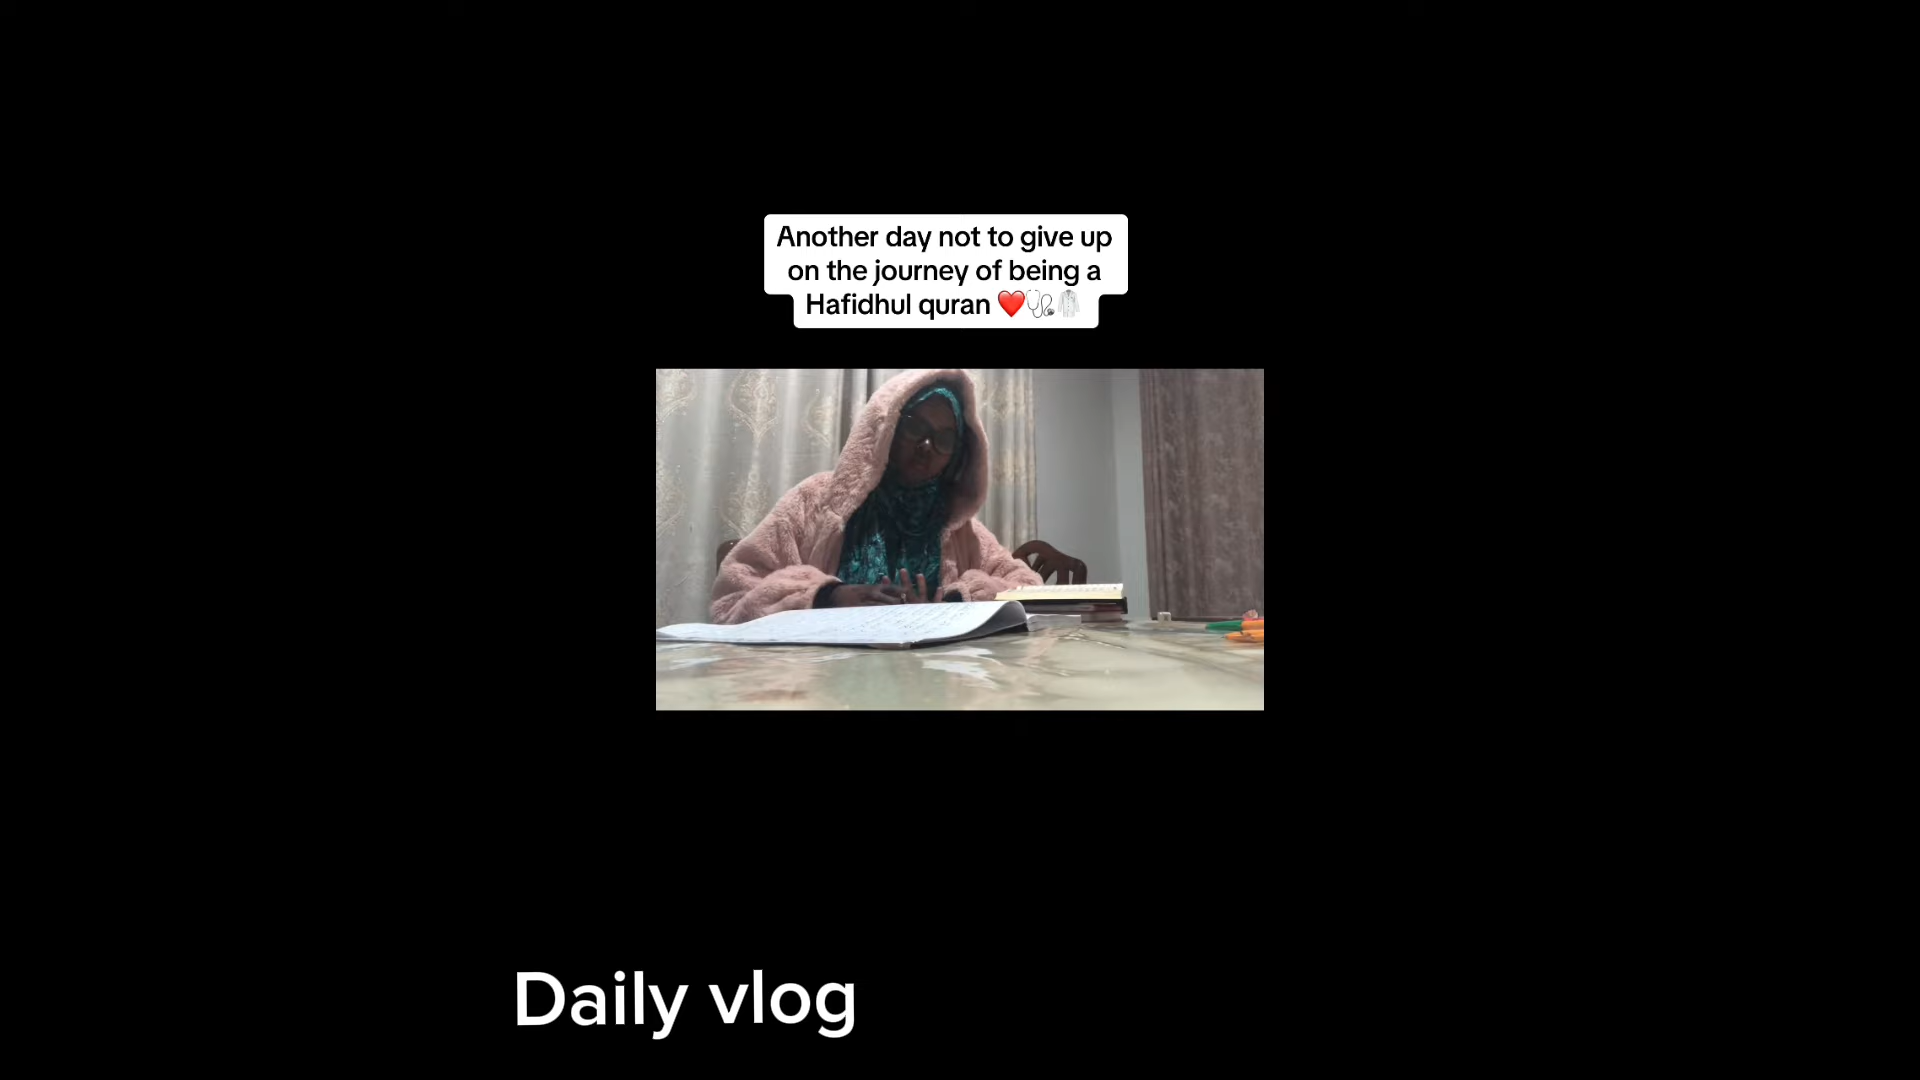 Another day not to give up
on the journey of being a
Hafidhul quran ❤️🩺🥼
Daily vlog